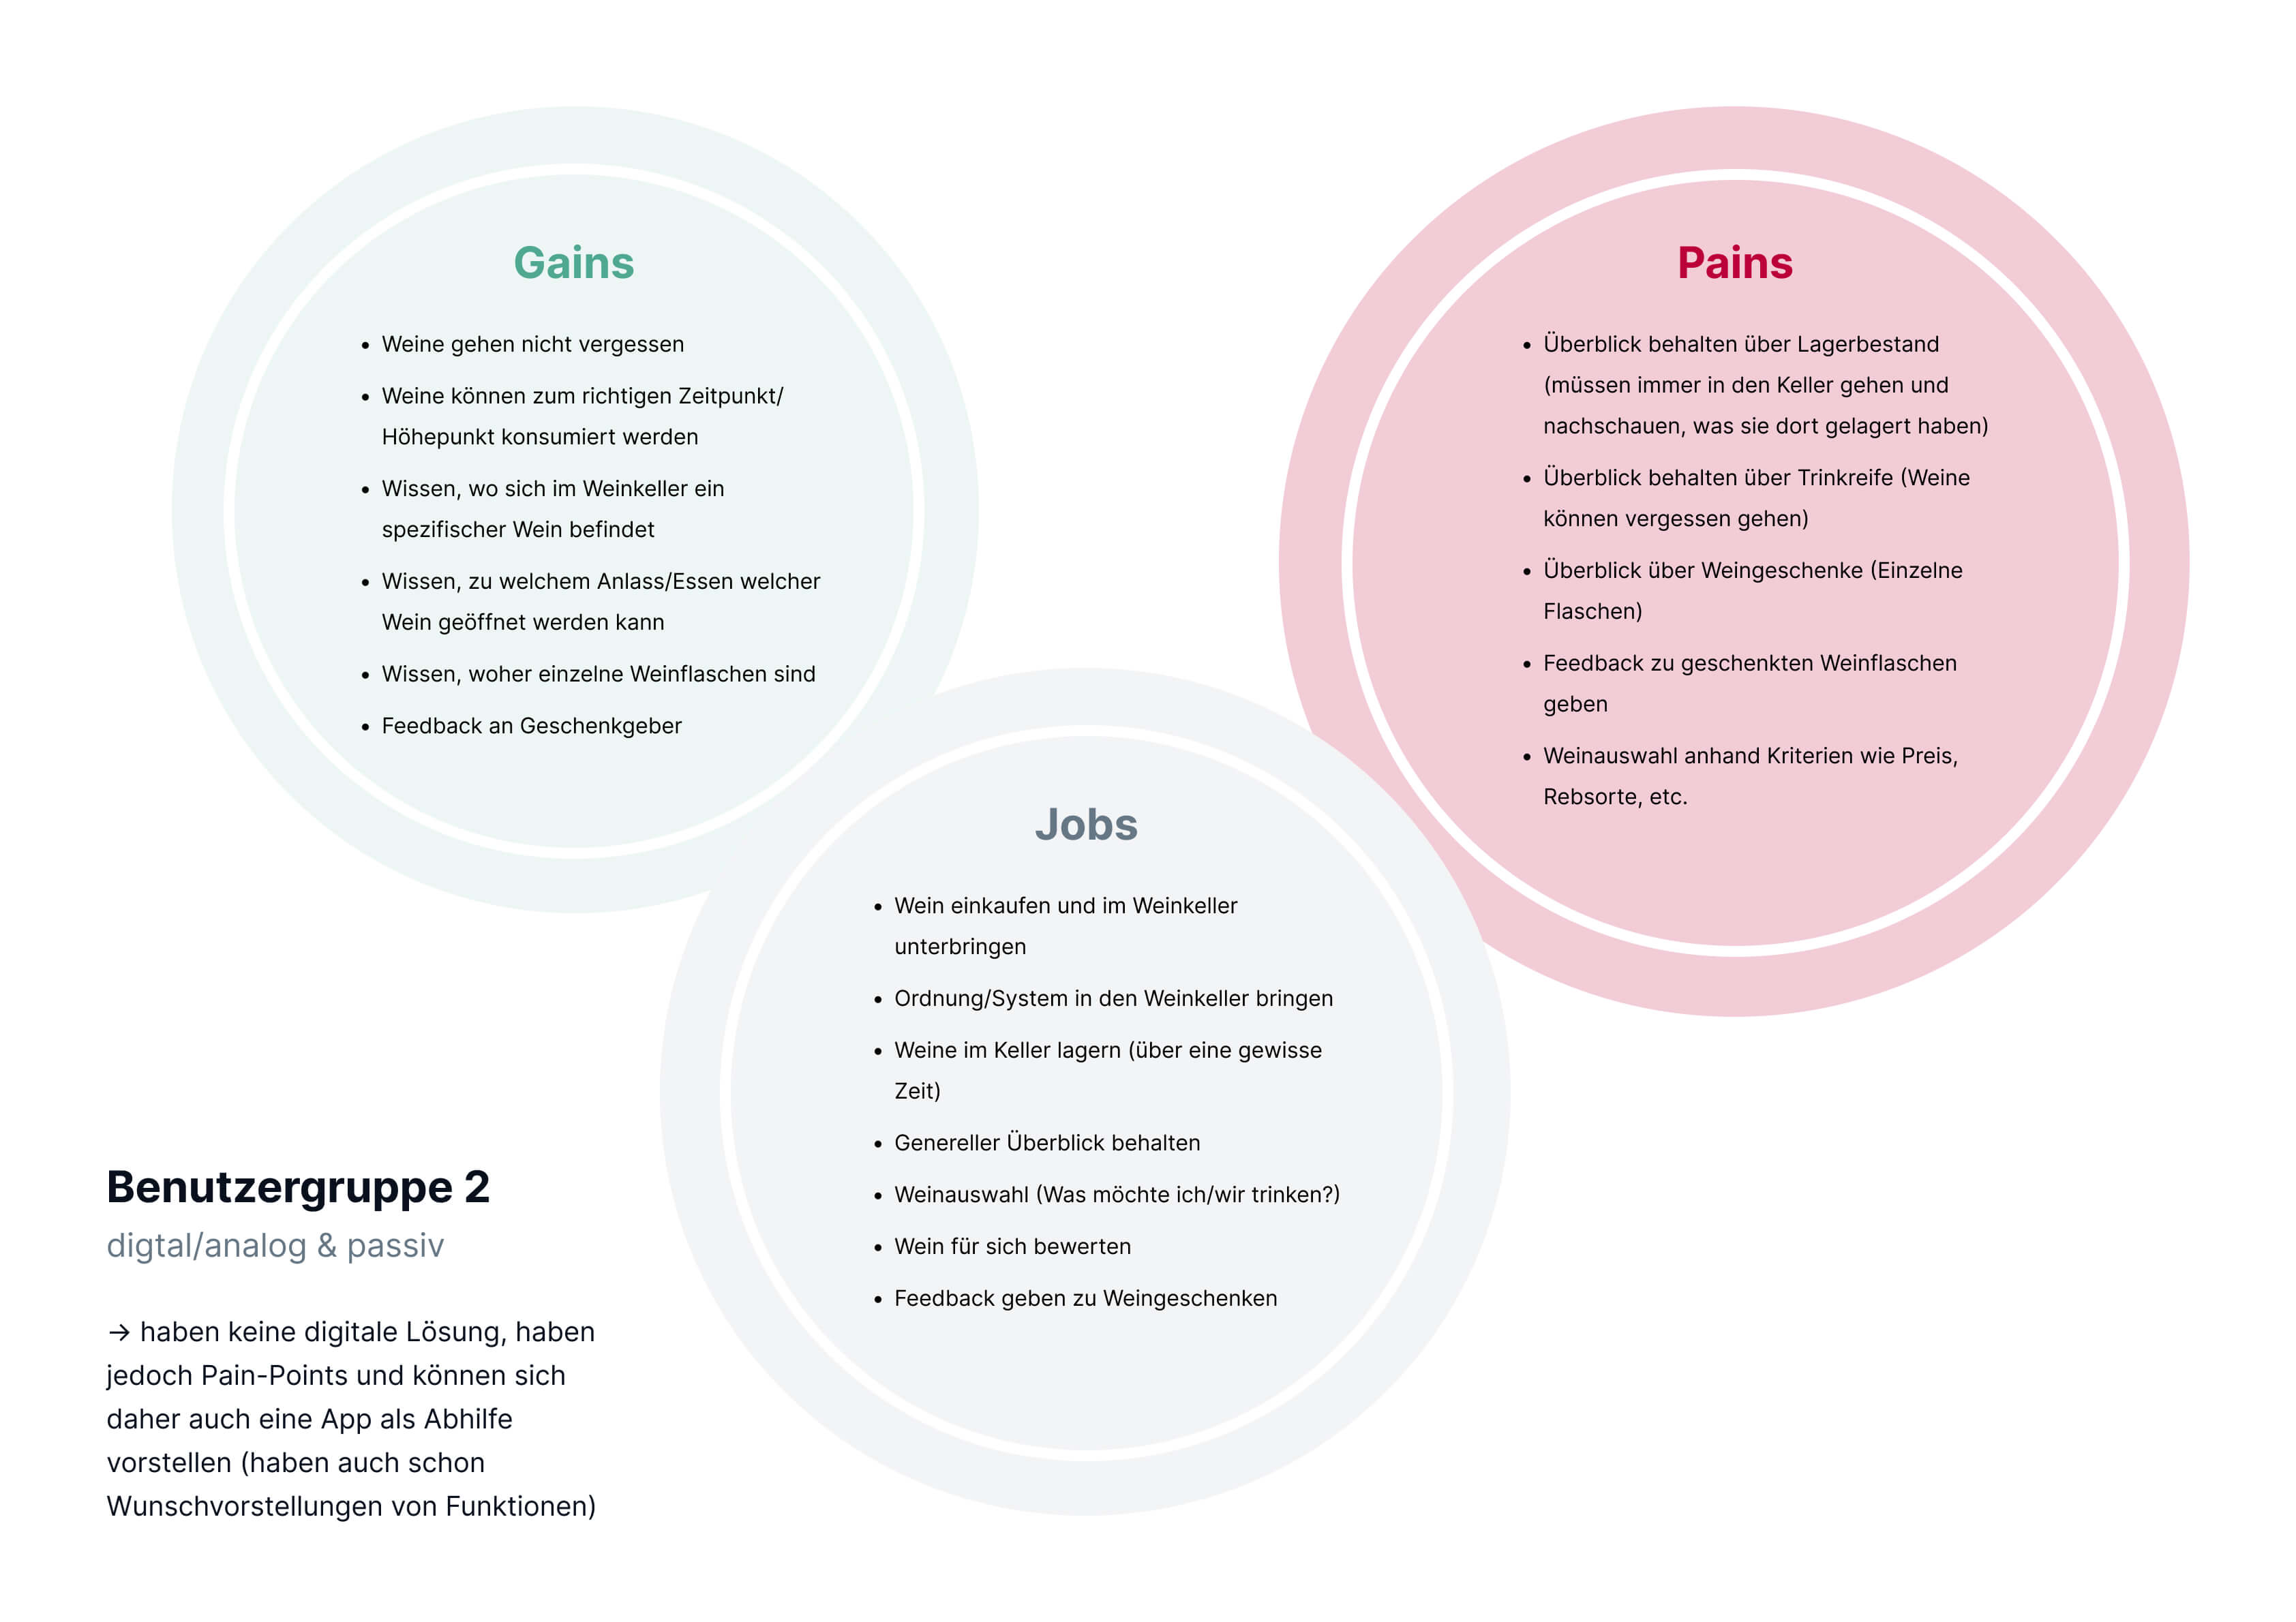 Gains
• Weine gehen nicht vergessen
• Weine können zum richtigen Zeitpunkt/
Höhepunkt konsumiert werden
• Wissen, wo sich im Weinkeller ein
spezifischer Wein befindet
• Wissen, zu welchem Anlass/Essen welcher
Wein geöffnet werden kann
• Wissen, woher einzelne Weinflaschen sind
• Feedback an Geschenkgeber
Pains
• Überblick behalten über Lagerbestand
(müssen immer in den Keller gehen und
nachschauen, was sie dort gelagert haben)
• Überblick behalten über Trinkreife (Weine
können vergessen gehen)
• Überblick über Weingeschenke (Einzelne
Flaschen)
• Feedback zu geschenkten Weinflaschen
geben
• Weinauswahl anhand Kriterien wie Preis,
Rebsorte, etc.
Jobs
• Wein einkaufen und im Weinkeller
unterbringen
• Ordnung/System in den Weinkeller bringen
• Weine im Keller lagern (über eine gewisse
Zeit)
• Genereller Überblick behalten
• Weinauswahl (Was möchte ich/wir trinken?)
• Wein für sich bewerten
• Feedback geben zu Weingeschenken
Benutzergruppe 2
digtal/analog & passiv
→ haben keine digitale Lösung, haben
jedoch Pain-Points und können sich
daher auch eine App als Abhilfe
vorstellen (haben auch schon
Wunschvorstellungen von Funktionen)